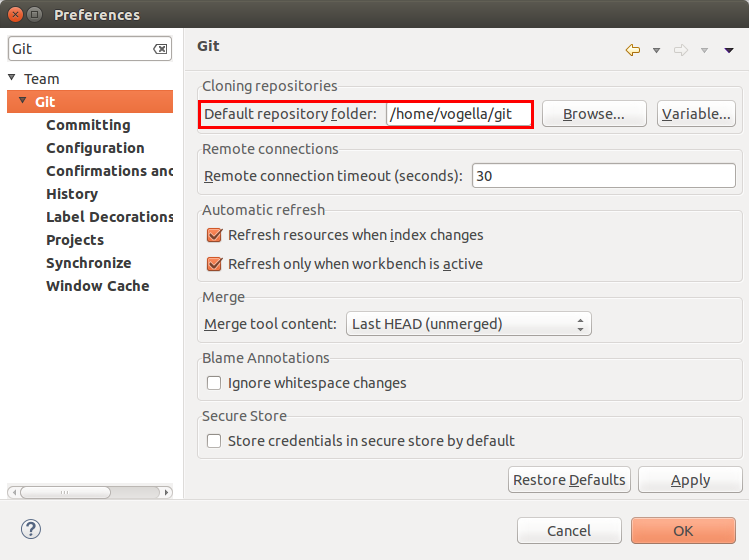 Preferences
Git
Team
Git
Committing
Configuration
Confirmations and
History
Label Decorations
Projects
Synchronize
Window Cache
Git
Cloning repositories
Default repository folder: /home/vogella/git Browse... Variable...
Remote connections
Remote connection timeout (seconds): 30
Automatic refresh
Refresh resources when index changes
Refresh only when workbench is active
Merge
Merge tool content: Last HEAD (unmerged)
Blame Annotations
Ignore whitespace changes
Secure Store
Store credentials in secure store by default
Restore Defaults Apply
? Cancel OK